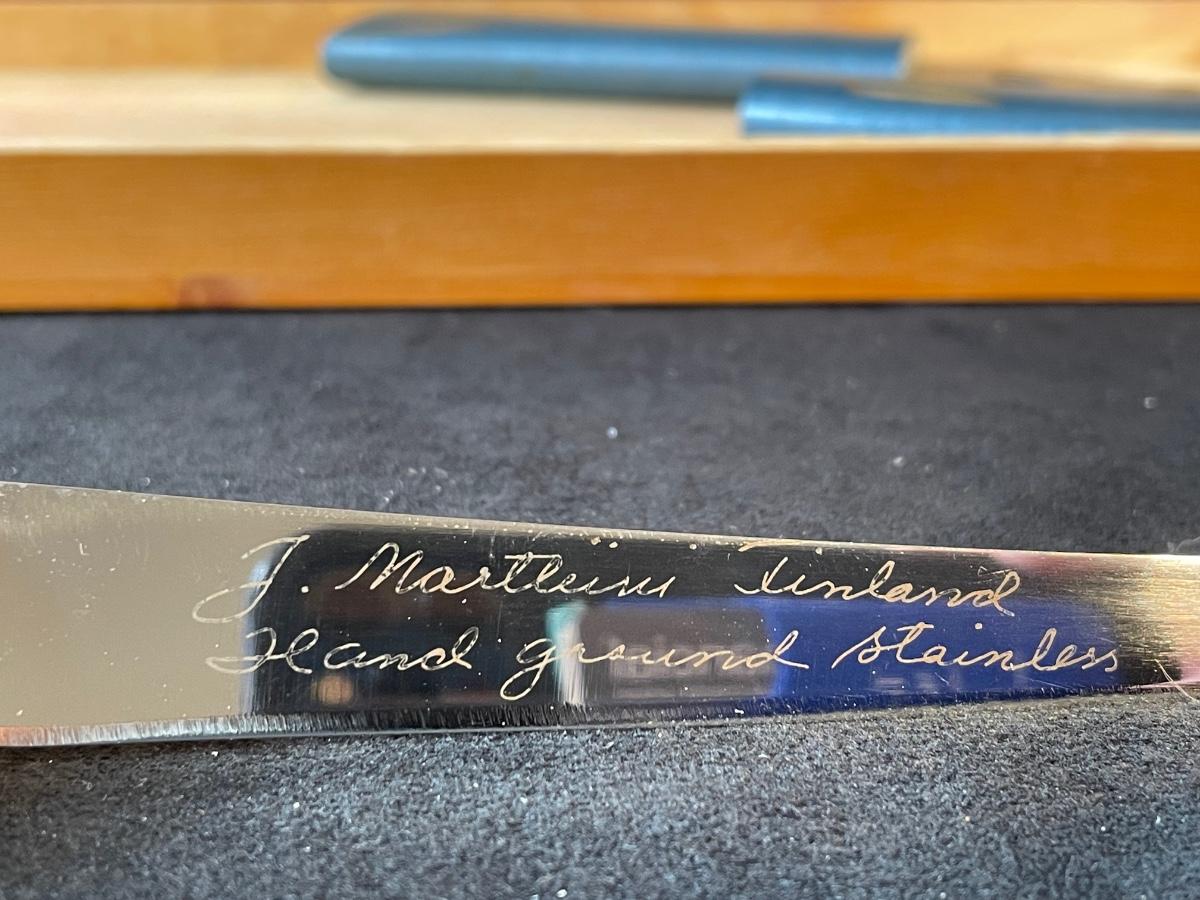 J. Marttiini Finland
Hand ground stainless